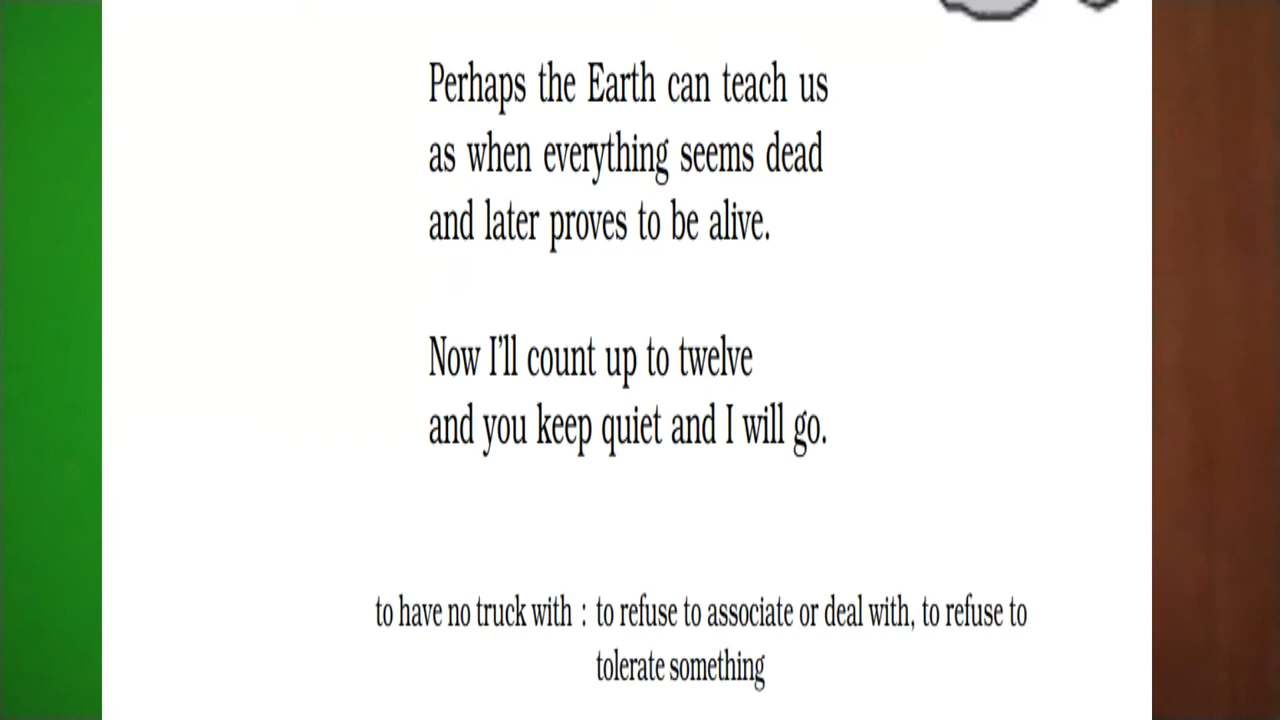 Perhaps the Earth can teach us
as when everything seems dead
and later proves to be alive.
Now I’ll count up to twelve
and you keep quiet and I will go.
to have no truck with : to refuse to associate or deal with, to refuse to
tolerate something